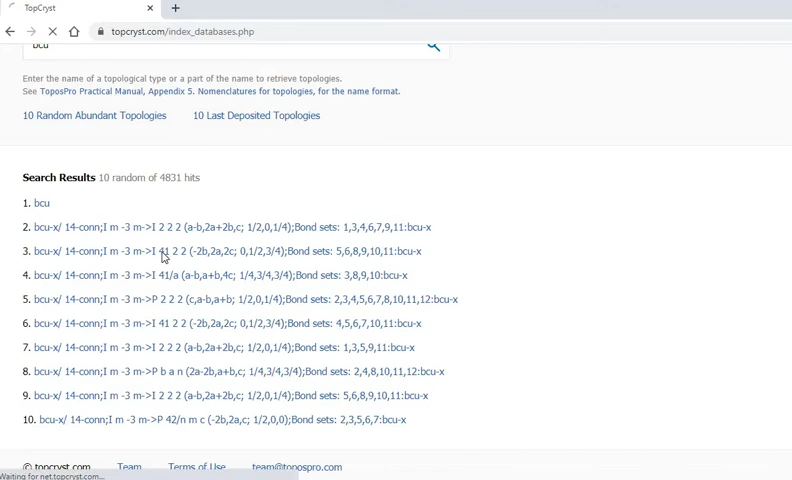 TopCryst
topcryst.com/index_databases.php
bcu
Enter the name of a topological type or a part of the name to retrieve topologies.
See ToposPro Practical Manual, Appendix 5. Nomenclatures for topologies, for the name format.
10 Random Abundant Topologies 10 Last Deposited Topologies
Search Results 10 random of 4831 hits
1. bcu
2. bcu-x/ 14-conn;I m -3 m->I 2 2 2 (a-b,2a+2b,c; 1/2,0,1/4);Bond sets: 1,3,4,6,7,9,11:bcu-x
3. bcu-x/ 14-conn;I m -3 m->I 41 2 2 (-2b,2a,2c; 0,1/2,3/4);Bond sets: 5,6,8,9,10,11:bcu-x
4. bcu-x/ 14-conn;I m -3 m->I 41/a (a-b,a+b,4c; 1/4,3/4,3/4);Bond sets: 3,8,9,10:bcu-x
5. bcu-x/ 14-conn;I m -3 m->P 2 2 2 (c,a-b,a+b; 1/2,0,1/4);Bond sets: 2,3,4,5,6,7,8,10,11,12:bcu-x
6. bcu-x/ 14-conn;I m -3 m->I 41 2 2 (-2b,2a,2c; 0,1/2,3/4);Bond sets: 4,5,6,7,10,11:bcu-x
7. bcu-x/ 14-conn;I m -3 m->I 2 2 2 (a-b,2a+2b,c; 1/2,0,1/4);Bond sets: 1,3,5,9,11:bcu-x
8. bcu-x/ 14-conn;I m -3 m->P b a n (2a-2b,a+b,c; 1/4,3/4,3/4);Bond sets: 2,4,8,10,11,12:bcu-x
9. bcu-x/ 14-conn;I m -3 m->I 2 2 2 (a-b,2a+2b,c; 1/2,0,1/4);Bond sets: 5,6,8,9,10,11:bcu-x
10. bcu-x/ 14-conn;I m -3 m->P 42/n m c (-2b,2a,c; 1/2,0,0);Bond sets: 2,3,5,6,7:bcu-x
© topcryst.com Team Terms of Use team@topospro.com
Waiting for net.topcryst.com...